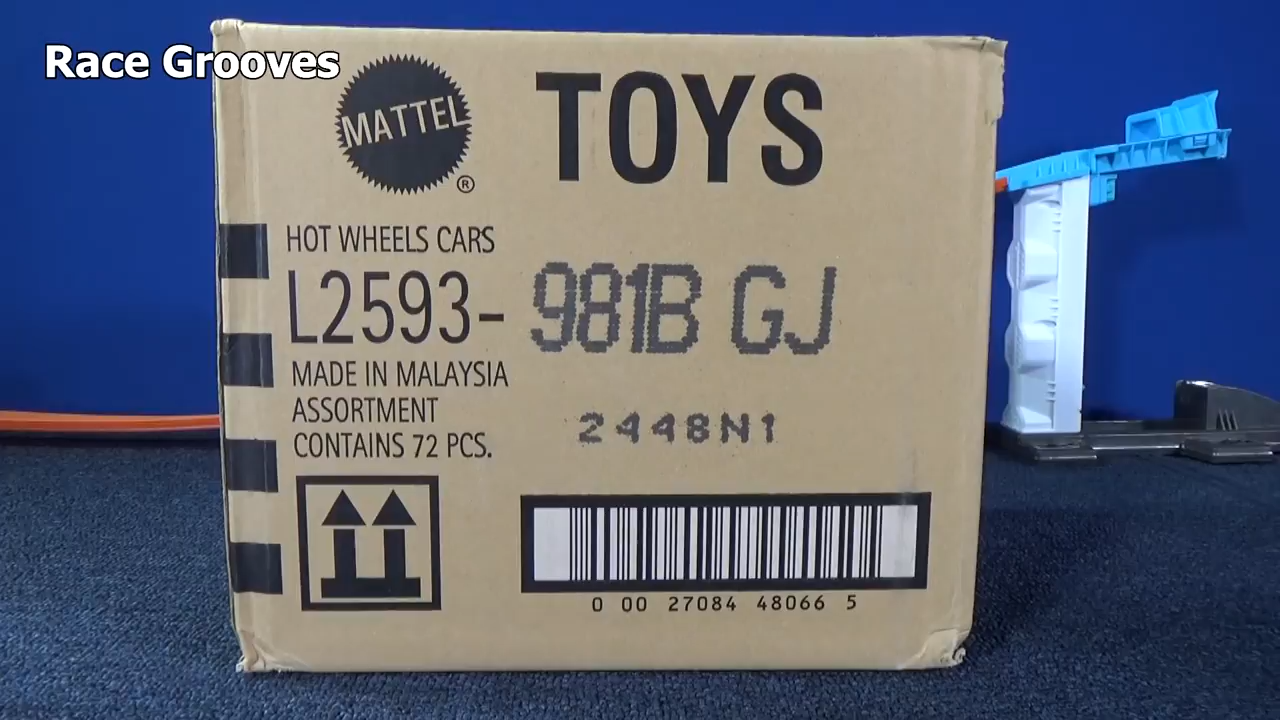 Race Grooves
MATTEL
®
TOYS
HOT WHEELS CARS
L2593- 981B GJ
MADE IN MALAYSIA
ASSORTMENT
CONTAINS 72 PCS.
2448N1
0 00 27084 48066 5